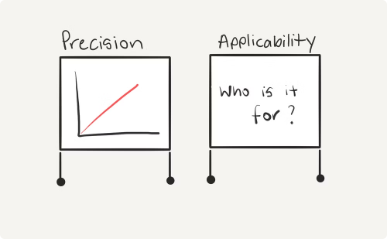 Precision
Applicability
Who is it
for?